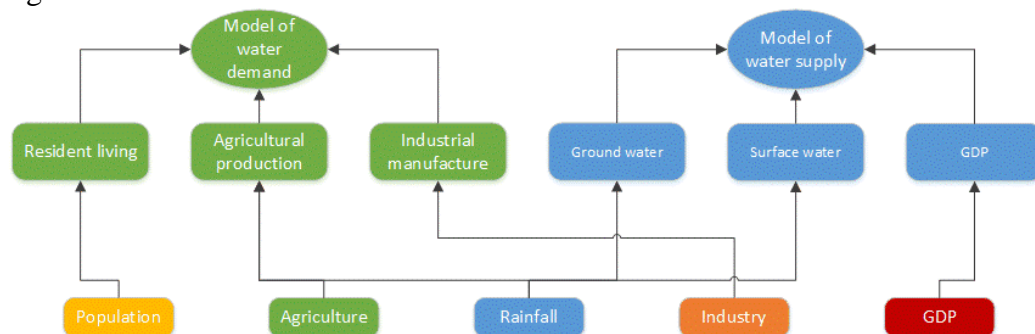 Model of
water
demand
Model of
water supply
Resident living
Agricultural
production
Industrial
manufacture
Ground water
Surface water
GDP
Population
Agriculture
Rainfall
Industry
GDP